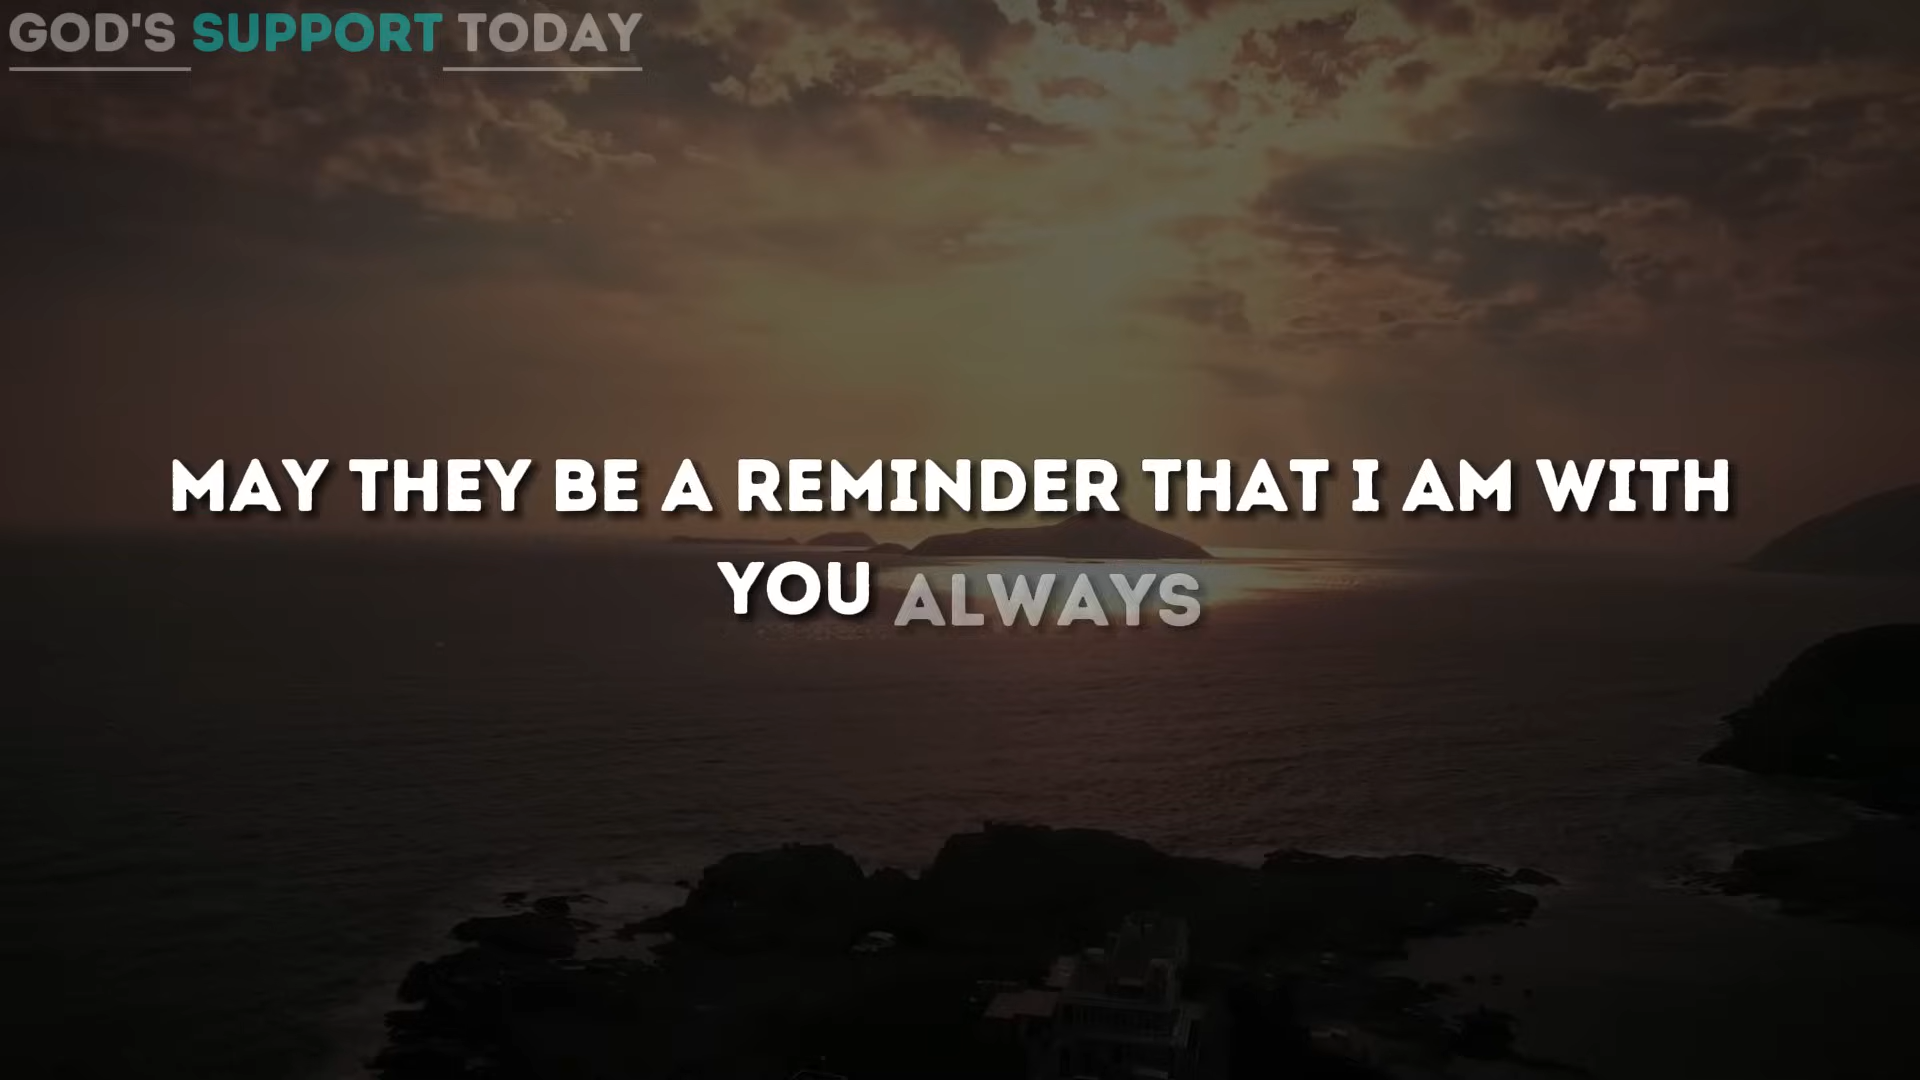 GOD'S SUPPORT TODAY
MAY THEY BE A REMINDER THAT I AM WITH
YOU ALWAYS